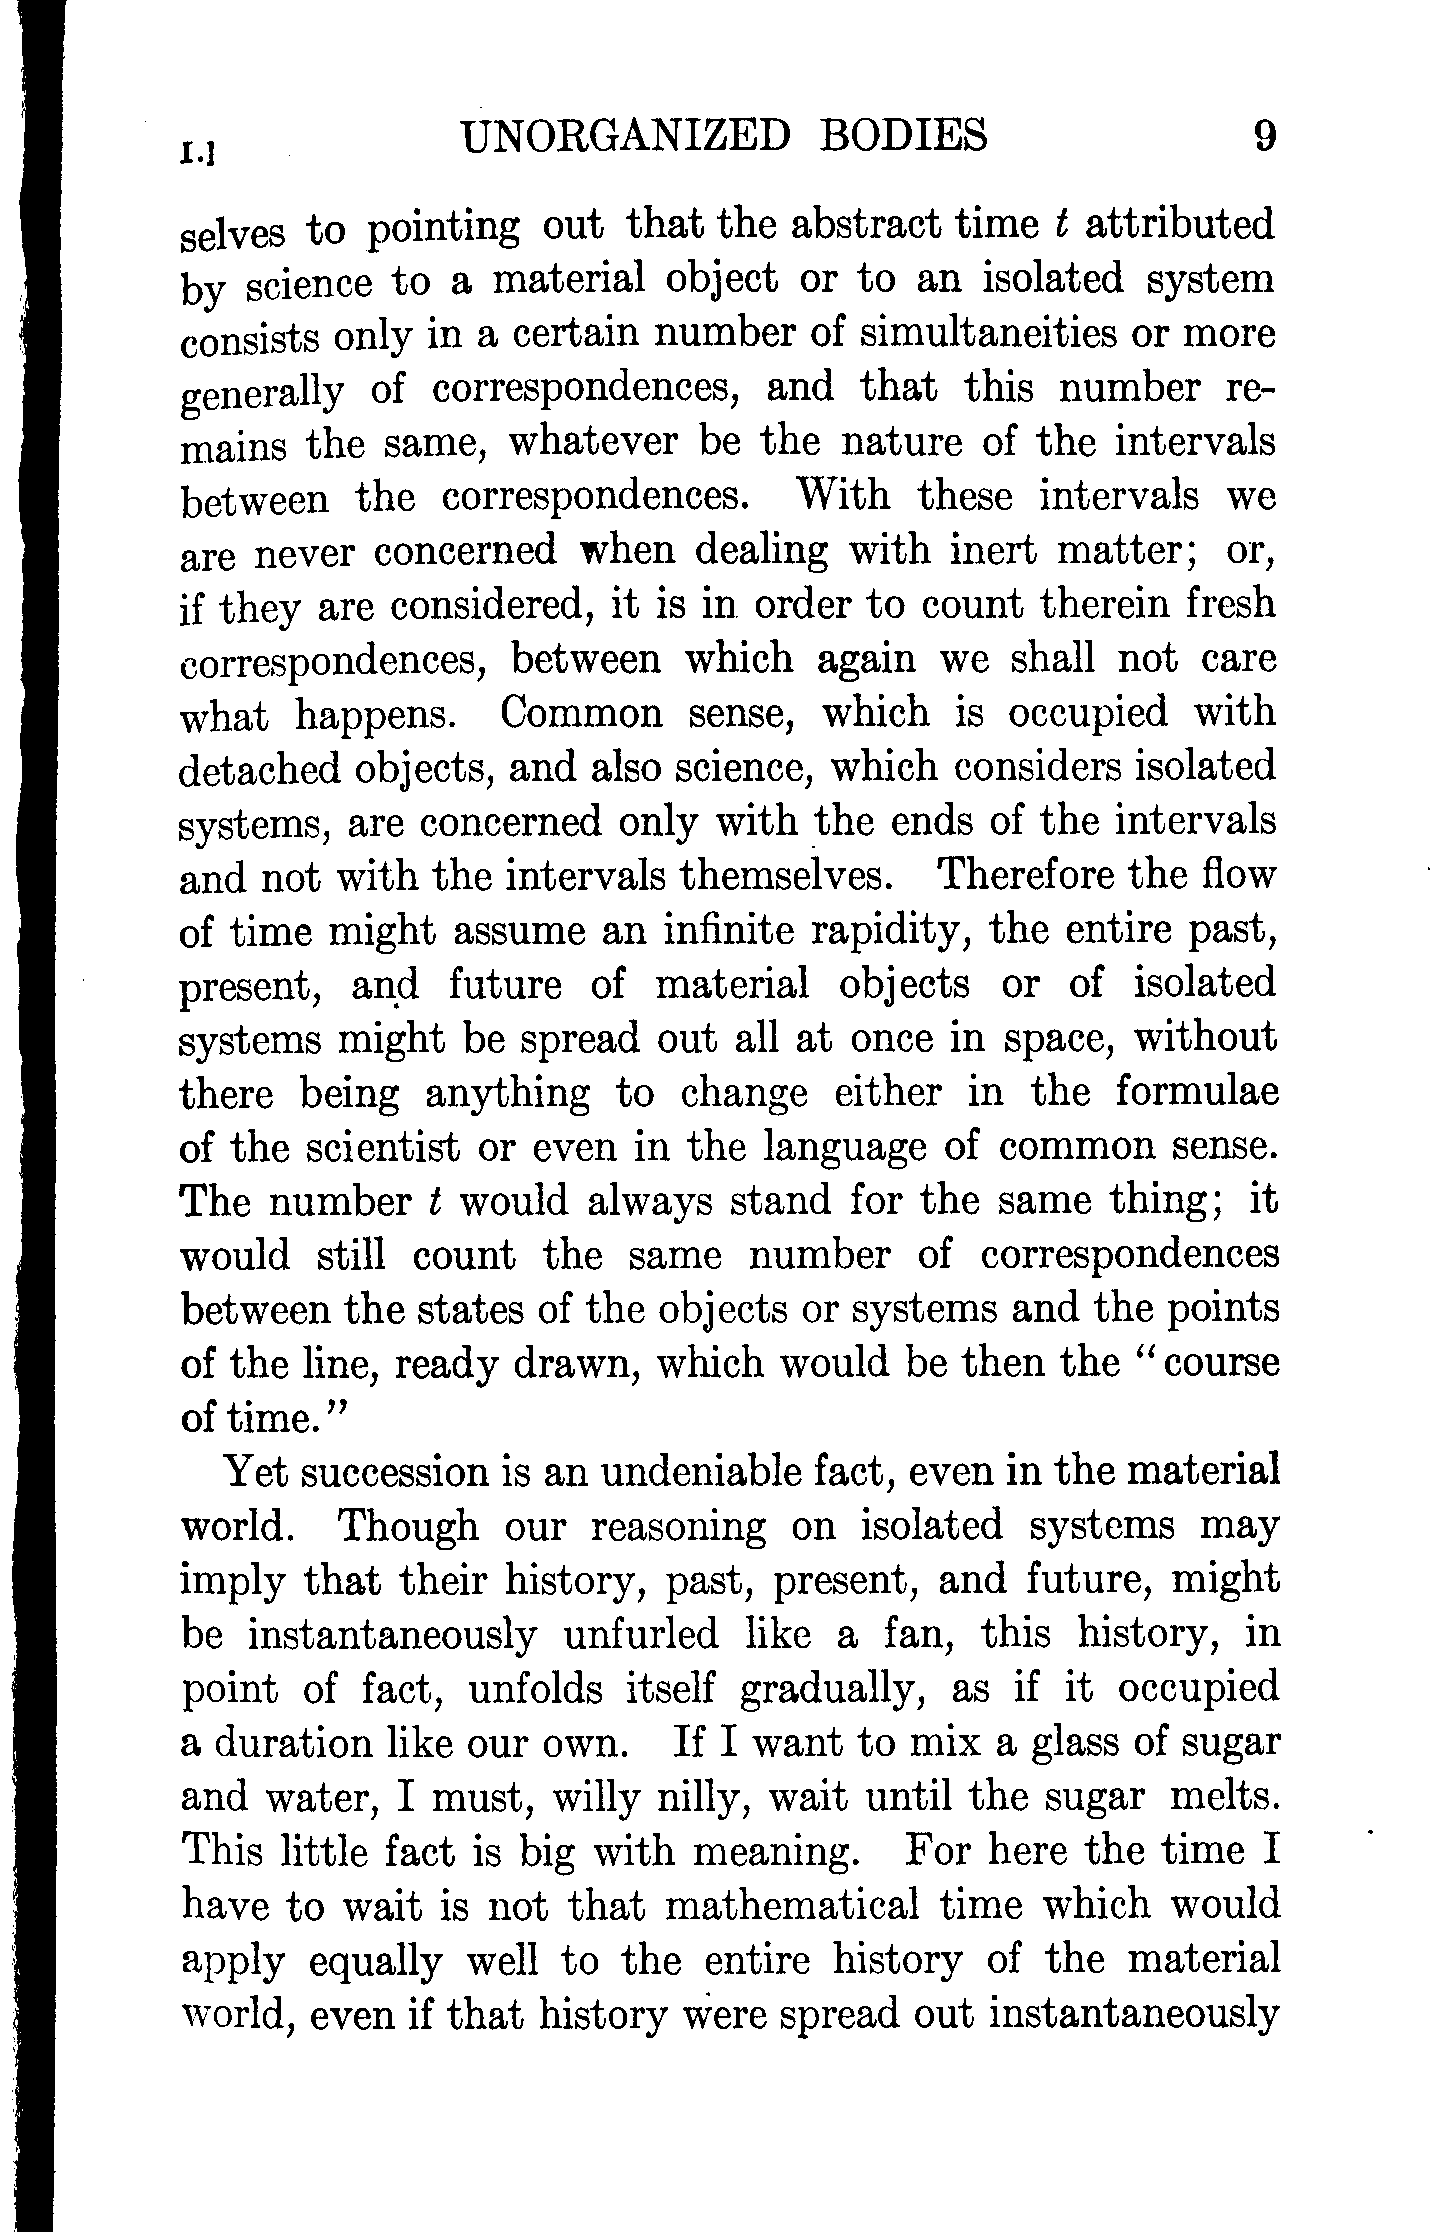 I.] UNORGANIZED BODIES 9
selves to pointing out that the abstract time t attributed
by science to a material object or to an isolated system
consists only in a certain number of simultaneities or more
generally of correspondences, and that this number re-
mains the same, whatever be the nature of the intervals
between the correspondences. With these intervals we
are never concerned when dealing with inert matter; or,
if they are considered, it is in order to count therein fresh
correspondences, between which again we shall not care
what happens. Common sense, which is occupied with
detached objects, and also science, which considers isolated
systems, are concerned only with the ends of the intervals
and not with the intervals themselves. Therefore the flow
of time might assume an infinite rapidity, the entire past,
present, and future of material objects or of isolated
systems might be spread out all at once in space, without
there being anything to change either in the formulae
of the scientist or even in the language of common sense.
The number t would always stand for the same thing; it
would still count the same number of correspondences
between the states of the objects or systems and the points
of the line, ready drawn, which would be then the “course
of time.”
Yet succession is an undeniable fact, even in the material
world. Though our reasoning on isolated systems may
imply that their history, past, present, and future, might
be instantaneously unfurled like a fan, this history, in
point of fact, unfolds itself gradually, as if it occupied
a duration like our own. If I want to mix a glass of sugar
and water, I must, willy nilly, wait until the sugar melts.
This little fact is big with meaning. For here the time I
have to wait is not that mathematical time which would
apply equally well to the entire history of the material
world, even if that history were spread out instantaneously